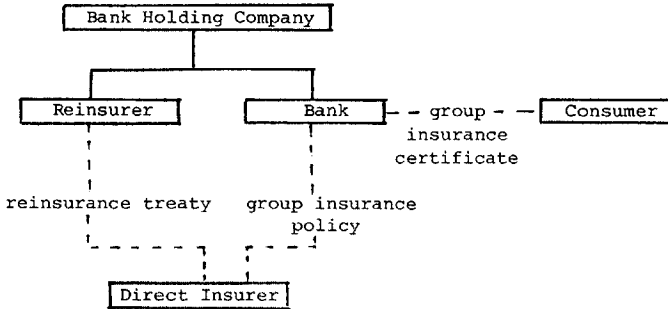 Bank Holding Company
Reinsurer
Bank
group
insurance
certificate
Consumer
reinsurance treaty
group insurance
policy
Direct Insurer